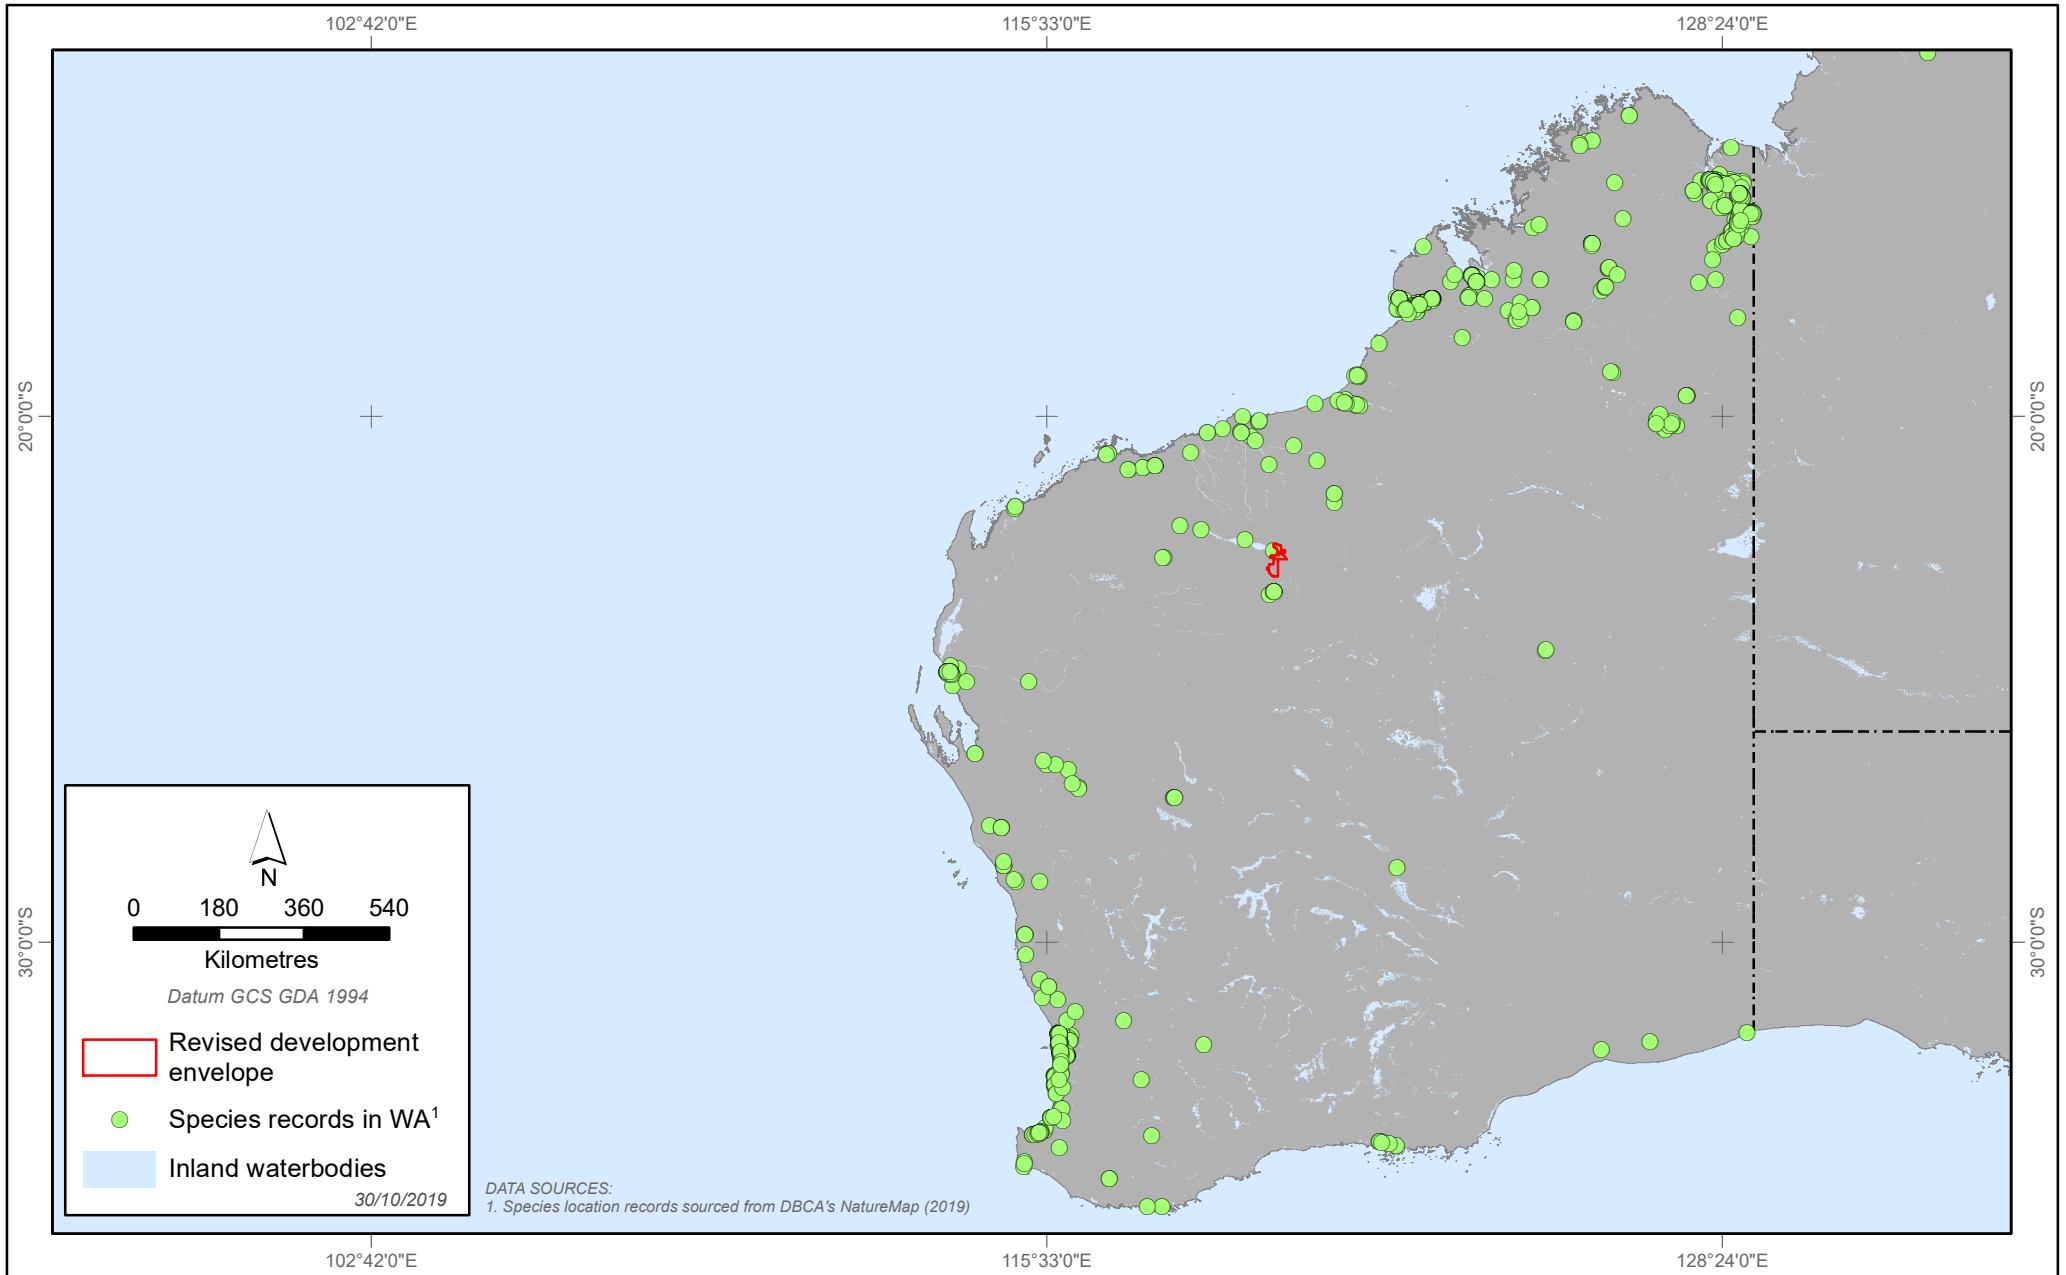 102°42'0"E
115°33'0"E
128°24'0"E
20°0'0"S
20°0'0"S
30°0'0"S
30°0'0"S
N
0 180 360 540
Kilometres
Datum GCS GDA 1994
Revised development
envelope
Species records in WA¹
Inland waterbodies
30/10/2019
DATA SOURCES:
1. Species location records sourced from DBCA's NatureMap (2019)
102°42'0"E
115°33'0"E
128°24'0"E